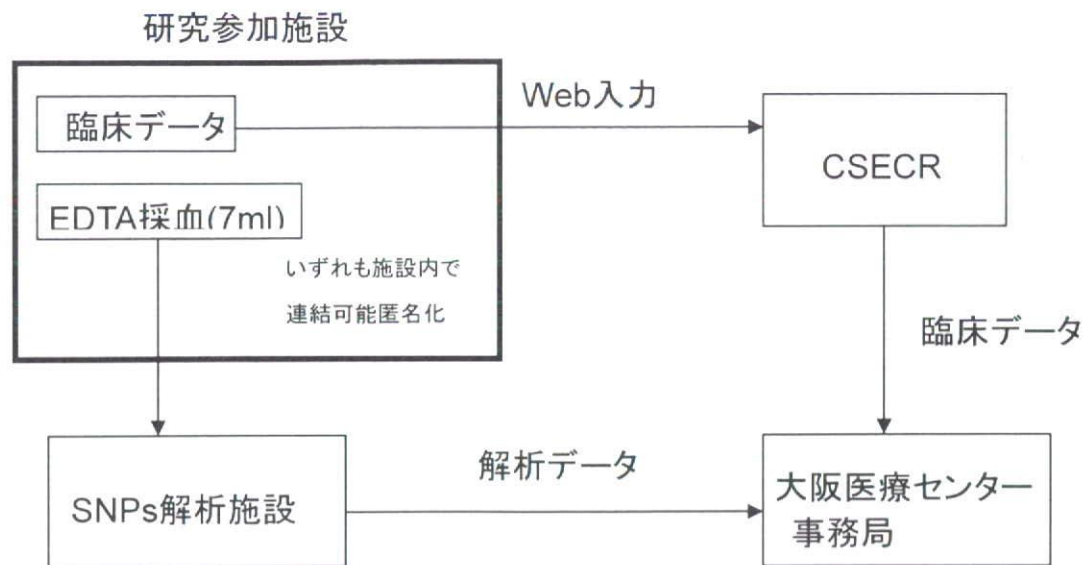 研究参加施設
Web入力
臨床データ
CSECR
EDTA採血(7ml)
いずれも施設内で
連結可能匿名化
臨床データ
解析データ
SNPs解析施設
大阪医療センター
事務局